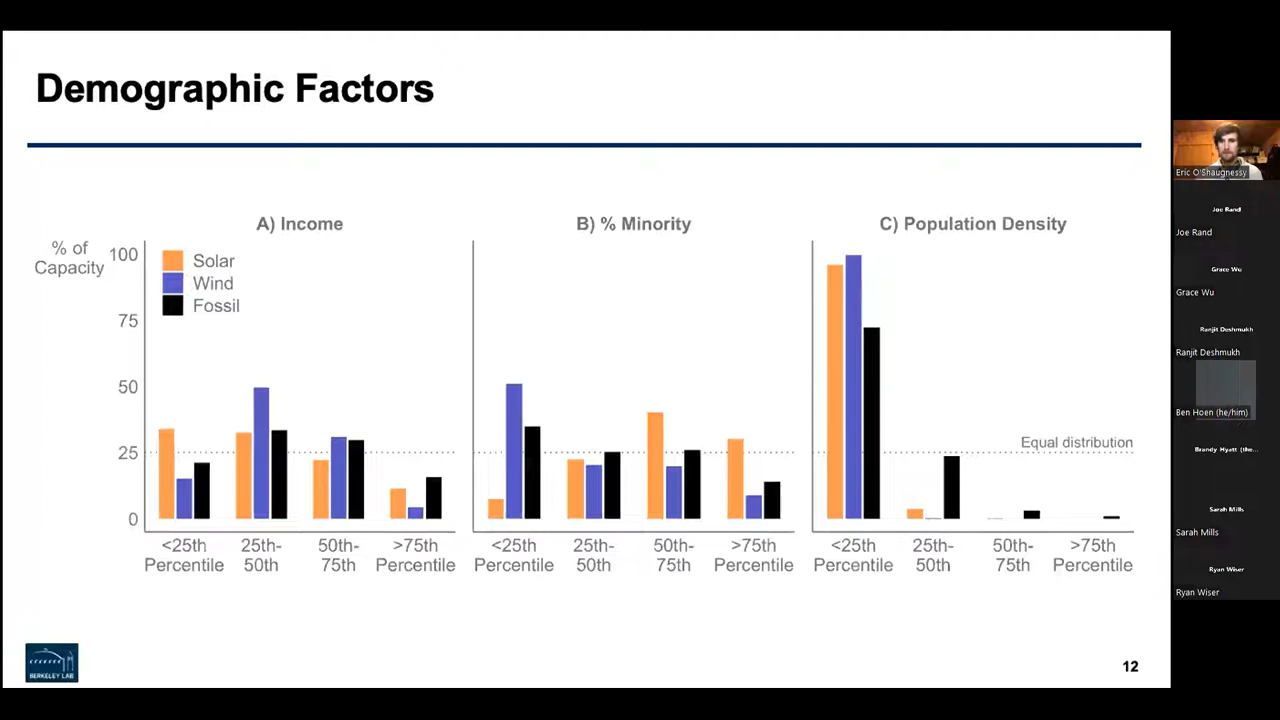 Demographic Factors
A) Income
B) % Minority
C) Population Density
% of
Capacity
100
75
50
25
0
Solar
Wind
Fossil
Equal distribution
<25th
Percentile
25th-
50th
50th-
75th
>75th
Percentile
<25th
Percentile
25th-
50th
50th-
75th
>75th
Percentile
<25th
Percentile
25th-
50th
50th-
75th
>75th
Percentile
BERKELEY LAB
12
Eric O'Shaugnessy
Joe Rand
Joe Rand
Grace Wu
Grace Wu
Ranjit Deshmukh
Ranjit Deshmukh
Ben Hoen (he/him)
Brandy Hyatt (the...
Sarah Mills
Sarah Mills
Ryan Wiser
Ryan Wiser